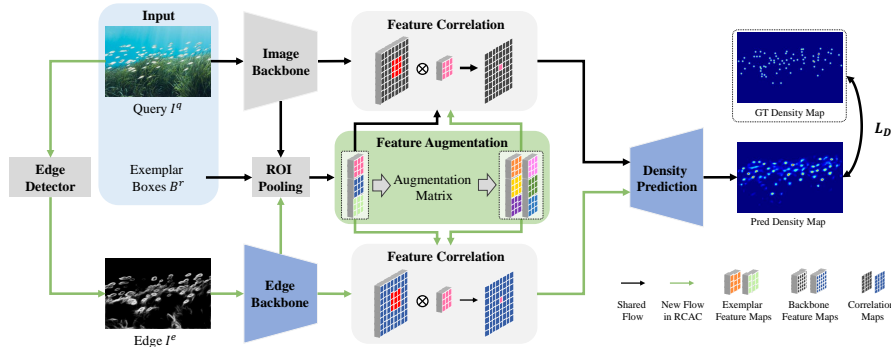 Input
Query I^q
Exemplar
Boxes B^r
Edge
Detector
Edge I^e
Image
Backbone
ROI
Pooling
Edge
Backbone
Feature Correlation
⊗
Feature Augmentation
Augmentation
Matrix
Feature Correlation
⊗
Density
Prediction
GT Density Map
L_D
Pred Density Map
Shared
Flow
New Flow
in RCAC
Exemplar
Feature Maps
Backbone
Feature Maps
Correlation
Maps